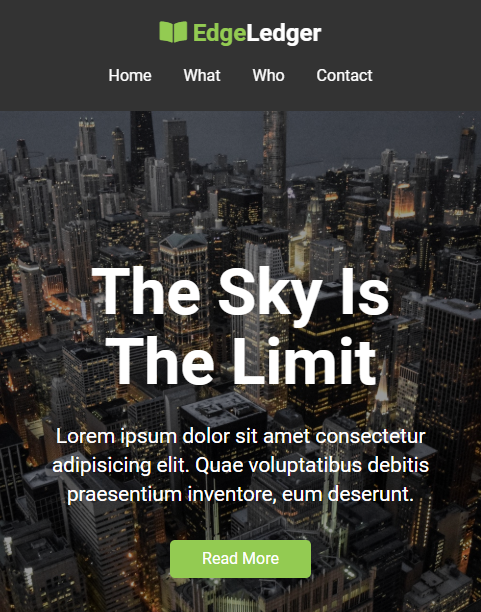 EdgeLedger
Home What Who Contact
The Sky Is
The Limit
Lorem ipsum dolor sit amet consectetur
adipisicing elit. Quae voluptatibus debitis
praesentium inventore, eum deserunt.
Read More